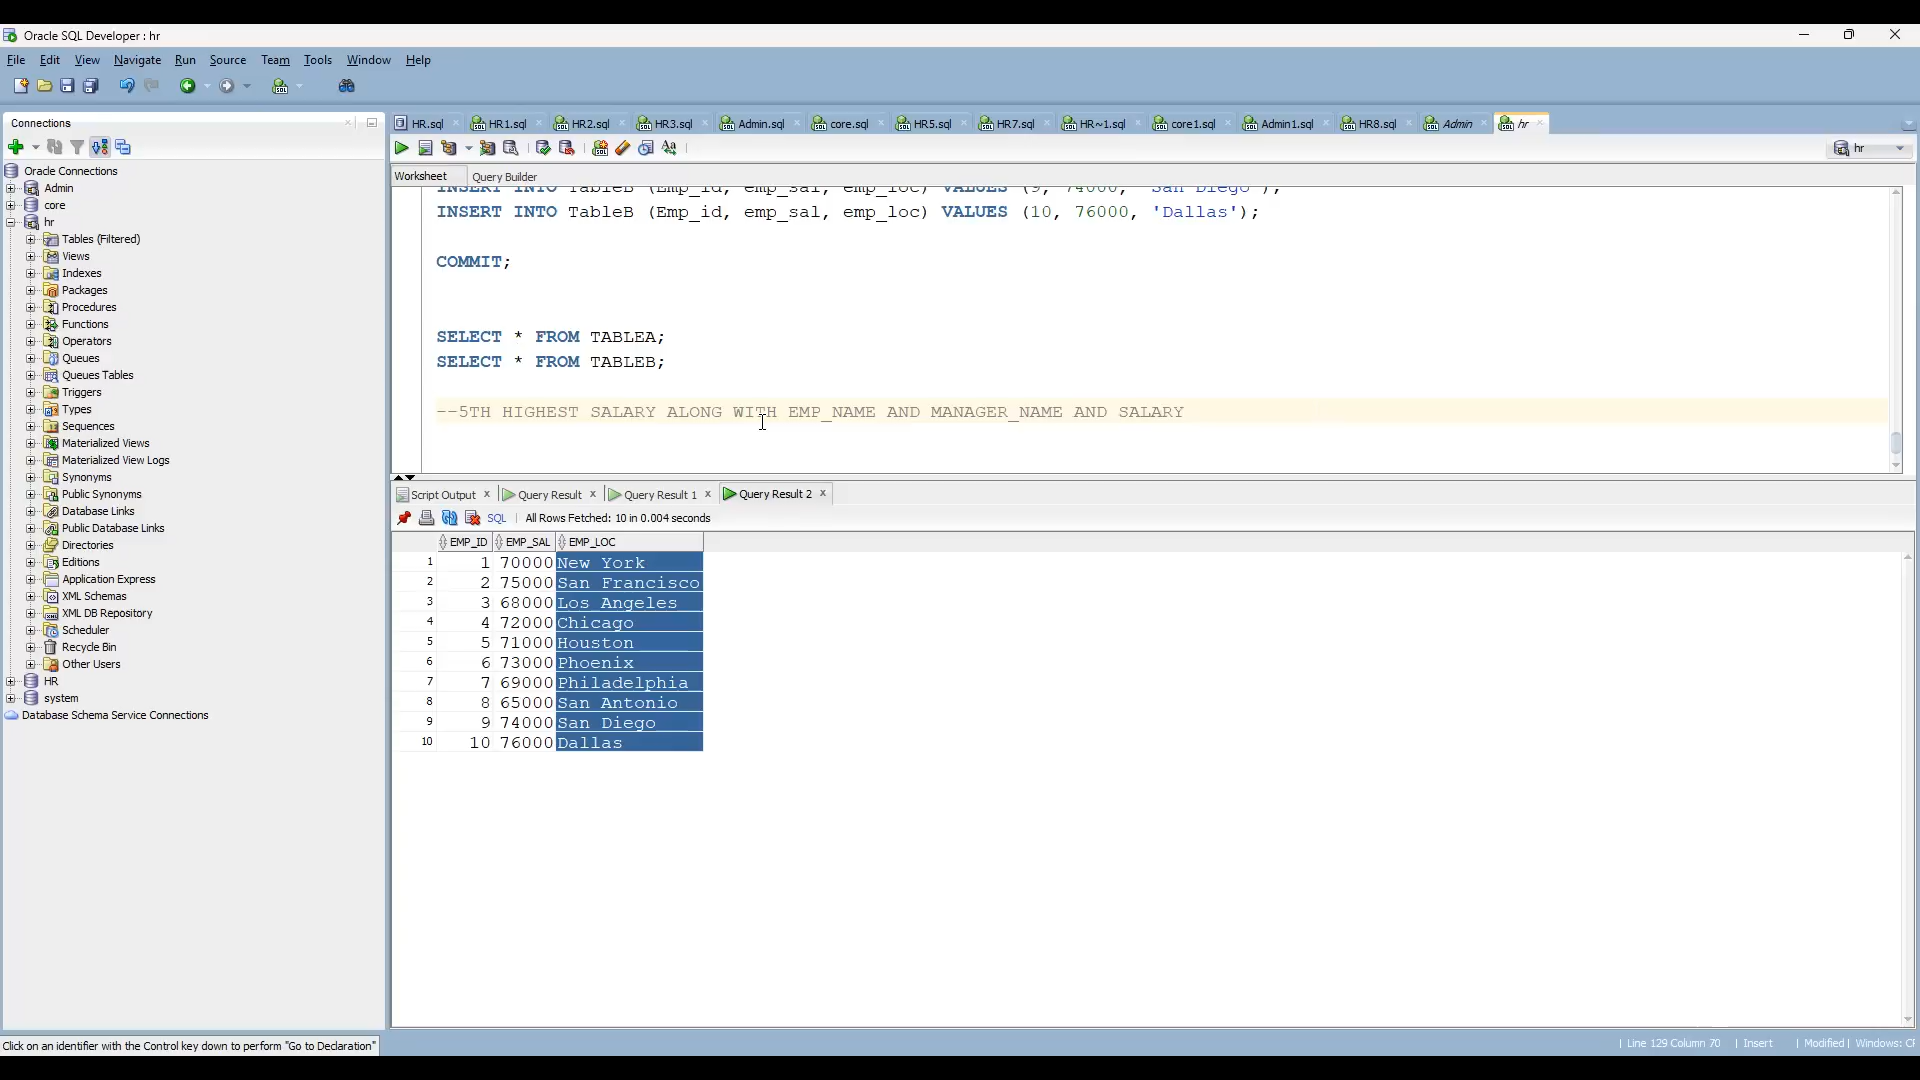 Oracle SQL Developer : hr
File Edit View Navigate Run Source Team Tools Window Help
Connections
Oracle Connections
Admin
core
hr
Tables (Filtered)
Views
Indexes
Packages
Procedures
Functions
Operators
Queues
Queues Tables
Triggers
Types
Sequences
Materialized Views
Materialized View Logs
Synonyms
Public Synonyms
Database Links
Public Database Links
Directories
Editions
Application Express
XML Schemas
XML DB Repository
Scheduler
Recycle Bin
Other Users
HR
system
Database Schema Service Connections
HR.sql HR1.sql HR2.sql HR3.sql Admin.sql core.sql HR5.sql HR7.sql HR~1.sql core1.sql Admin1.sql HR8.sql Admin hr
hr
Worksheet Query Builder
INSERT INTO TableB (Emp_id, emp_sal, emp_loc) VALUES (9, 74000, 'San Diego');
INSERT INTO TableB (Emp_id, emp_sal, emp_loc) VALUES (10, 76000, 'Dallas');
COMMIT;
SELECT * FROM TABLEA;
SELECT * FROM TABLEB;
--5TH HIGHEST SALARY ALONG WITH EMP_NAME AND MANAGER_NAME AND SALARY
Script Output Query Result Query Result 1 Query Result 2
SQL All Rows Fetched: 10 in 0.004 seconds
EMP_ID EMP_SAL EMP_LOC
1 1 70000 New York
2 2 75000 San Francisco
3 3 68000 Los Angeles
4 4 72000 Chicago
5 5 71000 Houston
6 6 73000 Phoenix
7 7 69000 Philadelphia
8 8 65000 San Antonio
9 9 74000 San Diego
10 10 76000 Dallas
Click on an identifier with the Control key down to perform "Go to Declaration"
Line 129 Column 70 | Insert | Modified | Windows: CR